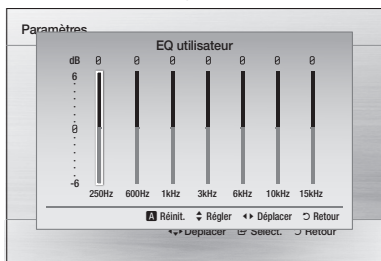 Paramètres
EQ utilisateur
dB 0 0 0 0 0 0 0
6
0
-6
250Hz 600Hz 1kHz 3kHz 6kHz 10kHz 15kHz
A Réinit. Régler Déplacer Retour
Déplacer Sélect. Retour